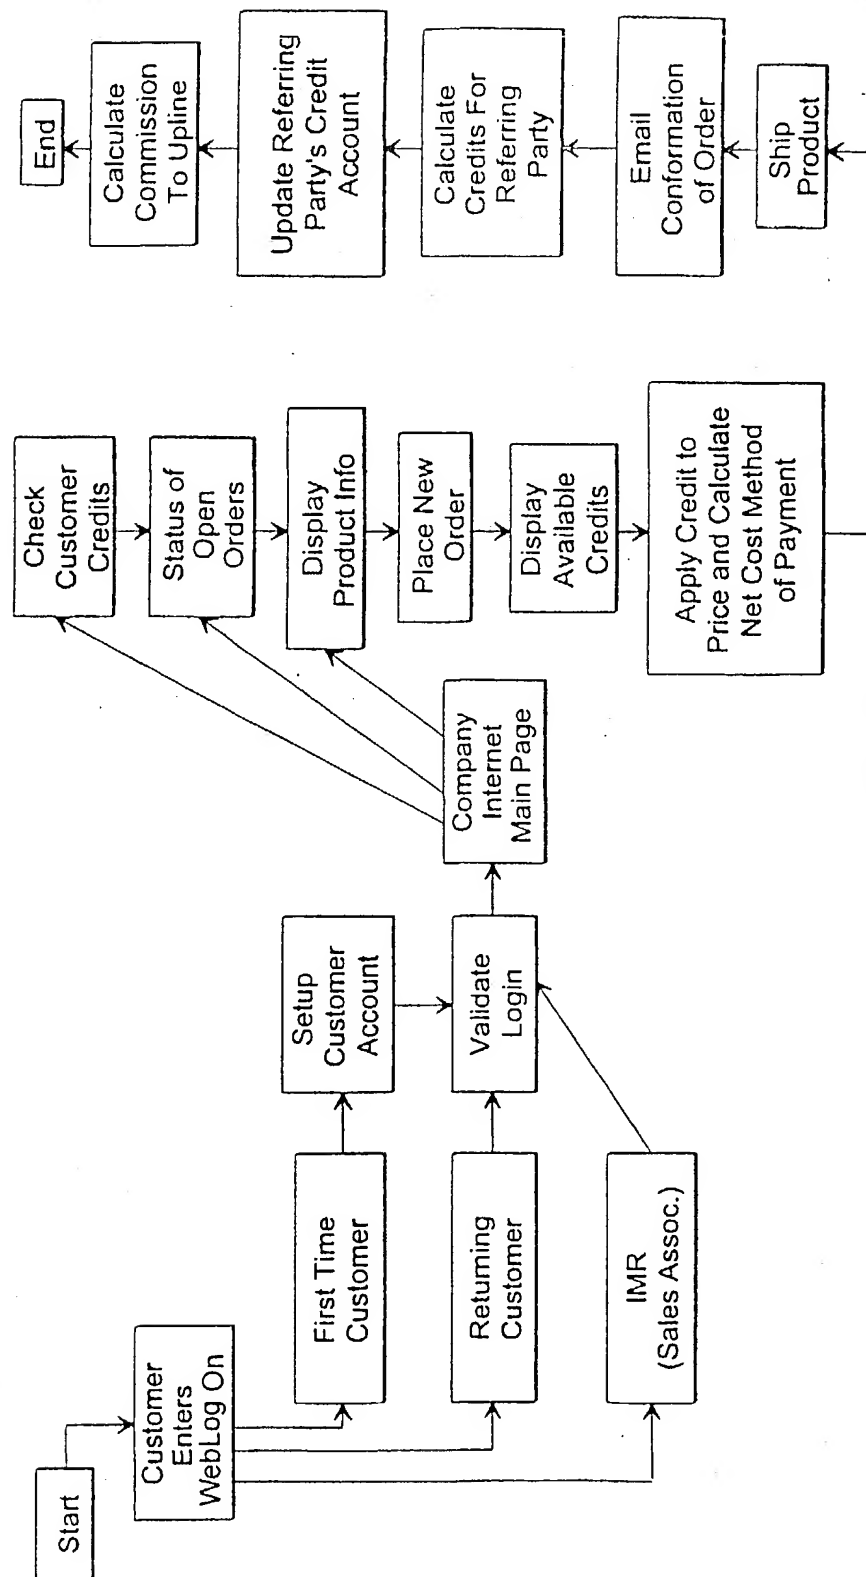 Start
Customer
Enters
WebLog On
First Time
Customer
Returning
Customer
IMR
(Sales Assoc.)
Setup
Customer
Account
Validate
Login
Company
Internet
Main Page
Check
Customer
Credits
Status of
Open
Orders
Display
Product Info
Place New
Order
Display
Available
Credits
Apply Credit to
Price and Calculate
Net Cost Method
of Payment
Ship
Product
Email
Conformation
of Order
Calculate
Credits For
Referring
Party
Update Referring
Party's Credit
Account
Calculate
Commission
To Upline
End